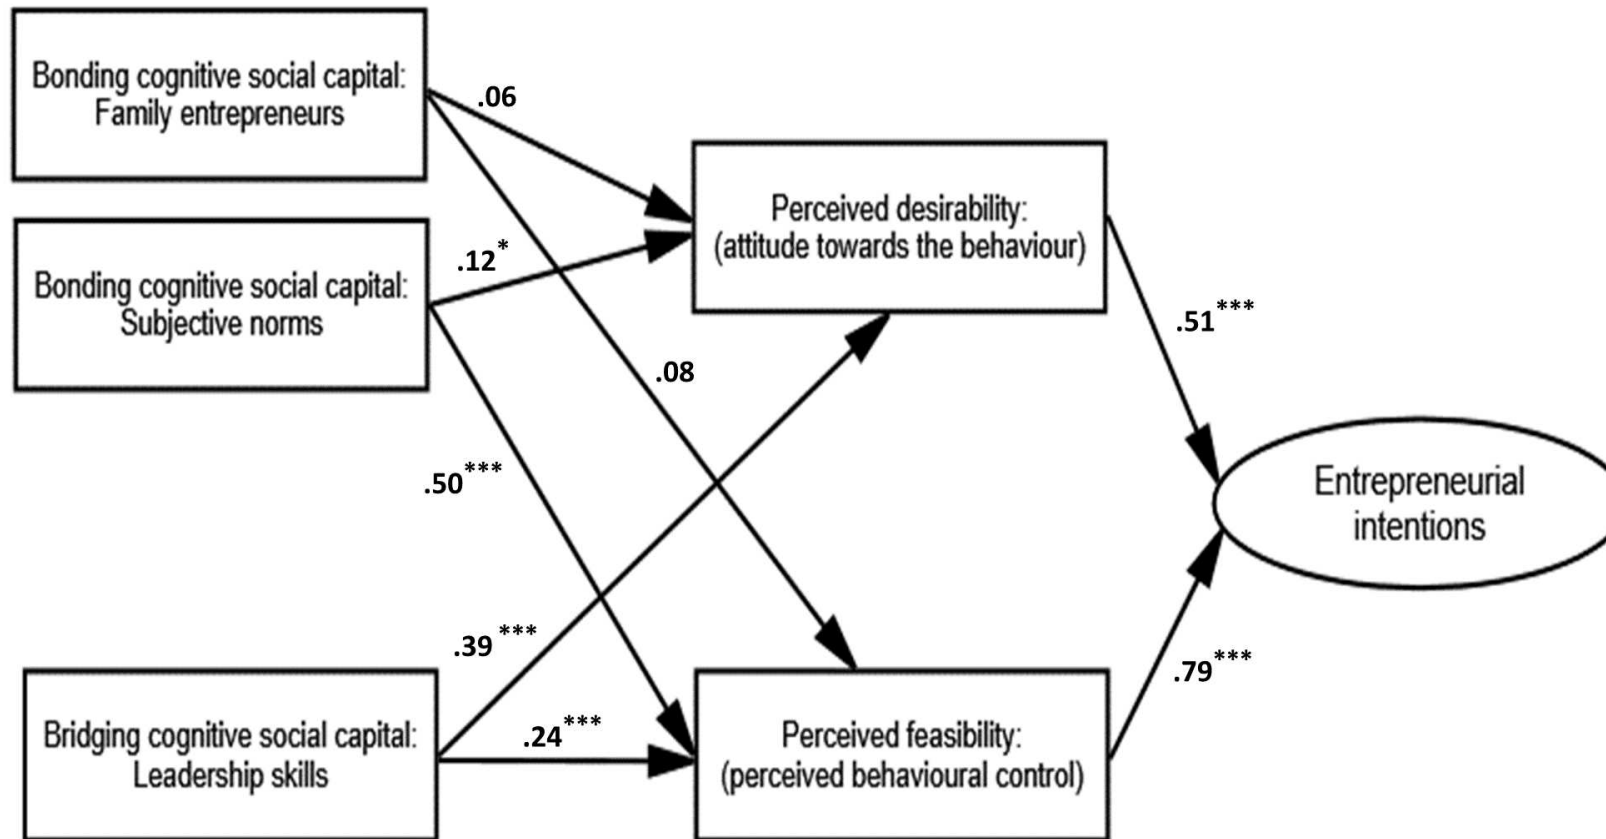 Bonding cognitive social capital:
Family entrepreneurs
.06
Perceived desirability:
(attitude towards the behaviour)
Bonding cognitive social capital:
Subjective norms
.12*
.51***
.08
.50***
Entrepreneurial
intentions
.39 ***
.79***
Bridging cognitive social capital:
Leadership skills
.24***
Perceived feasibility:
(perceived behavioural control)